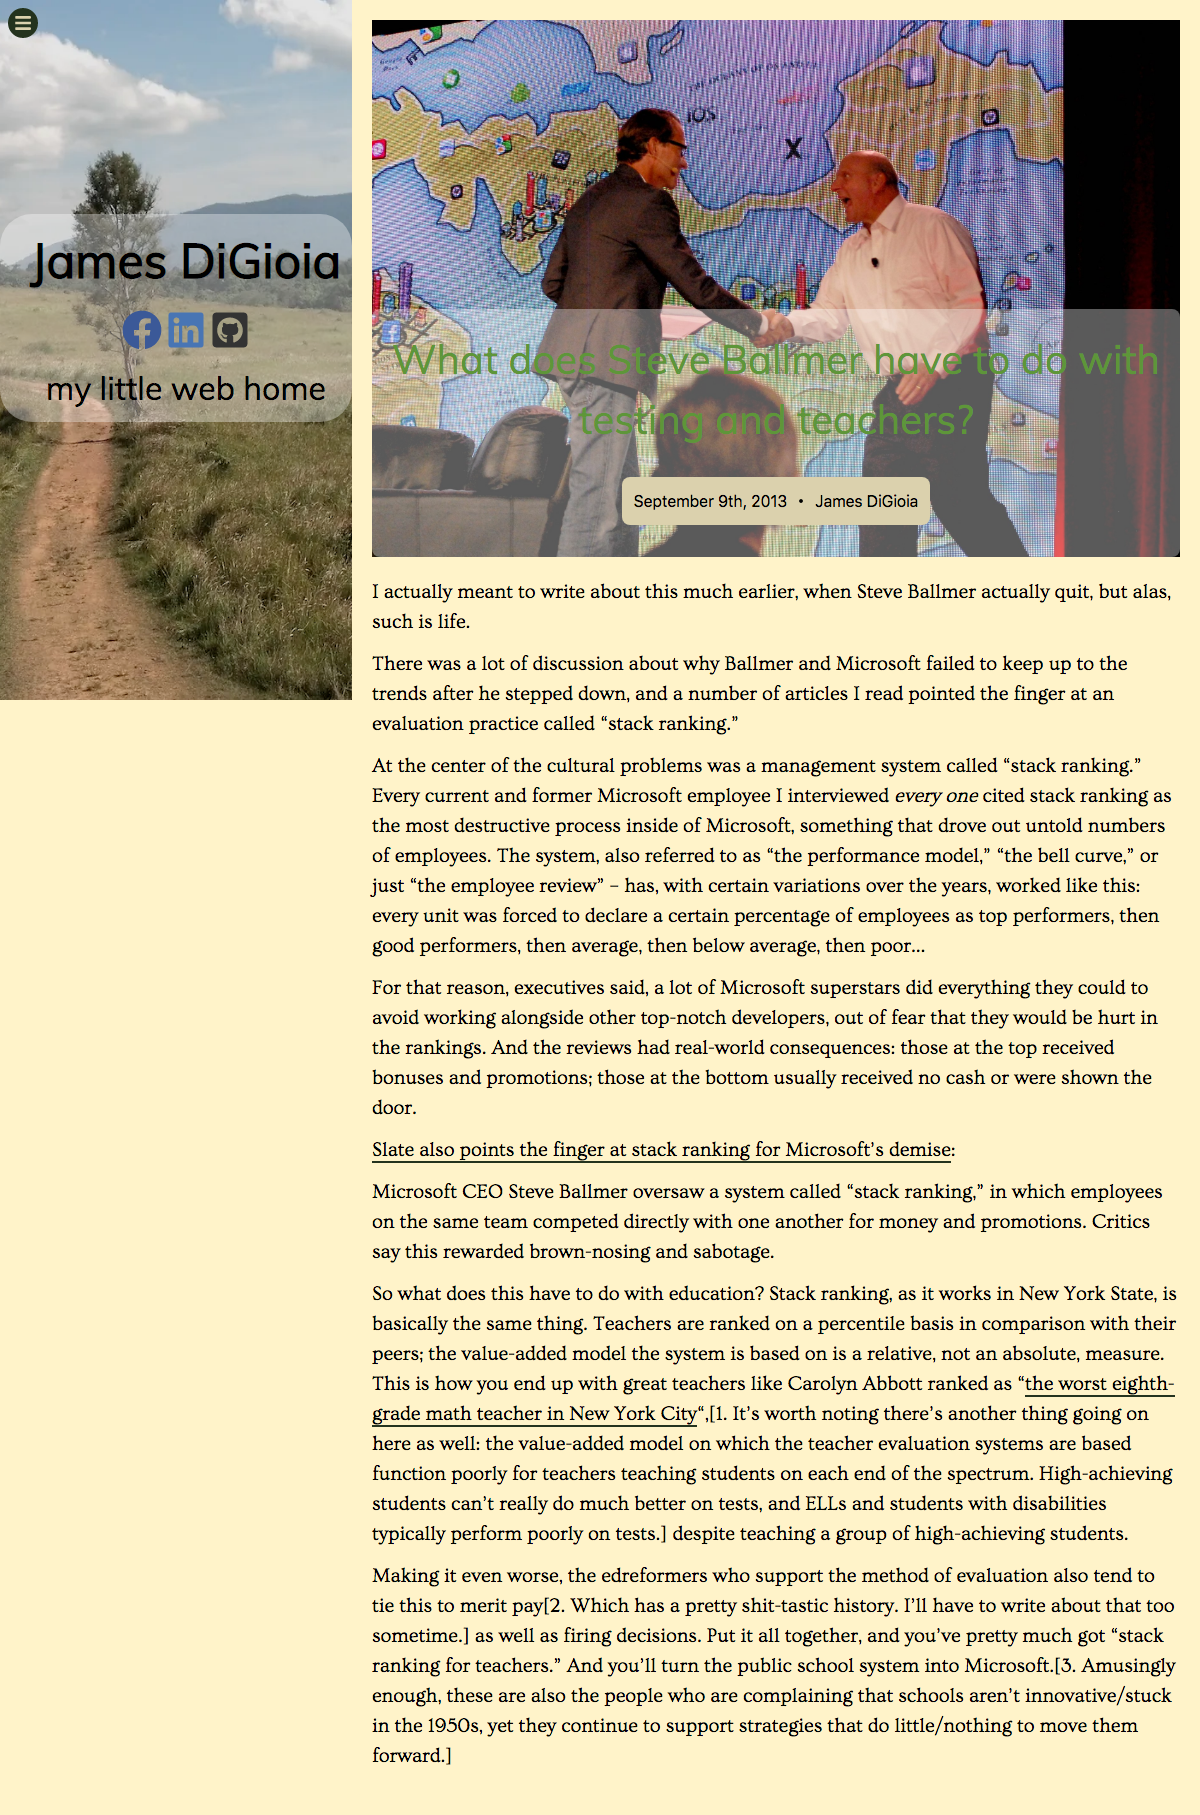 James DiGioia
my little web home
iOS
X
What does Steve Ballmer have to do with
testing and teachers?
September 9th, 2013 • James DiGioia
I actually meant to write about this much earlier, when Steve Ballmer actually quit, but alas,
such is life.
There was a lot of discussion about why Ballmer and Microsoft failed to keep up to the
trends after he stepped down, and a number of articles I read pointed the finger at an
evaluation practice called “stack ranking.”
At the center of the cultural problems was a management system called “stack ranking.”
Every current and former Microsoft employee I interviewed every one cited stack ranking as
the most destructive process inside of Microsoft, something that drove out untold numbers
of employees. The system, also referred to as “the performance model,” “the bell curve,” or
just “the employee review” – has, with certain variations over the years, worked like this:
every unit was forced to declare a certain percentage of employees as top performers, then
good performers, then average, then below average, then poor…
For that reason, executives said, a lot of Microsoft superstars did everything they could to
avoid working alongside other top-notch developers, out of fear that they would be hurt in
the rankings. And the reviews had real-world consequences: those at the top received
bonuses and promotions; those at the bottom usually received no cash or were shown the
door.
Slate also points the finger at stack ranking for Microsoft’s demise:
Microsoft CEO Steve Ballmer oversaw a system called “stack ranking,” in which employees
on the same team competed directly with one another for money and promotions. Critics
say this rewarded brown-nosing and sabotage.
So what does this have to do with education? Stack ranking, as it works in New York State, is
basically the same thing. Teachers are ranked on a percentile basis in comparison with their
peers; the value-added model the system is based on is a relative, not an absolute, measure.
This is how you end up with great teachers like Carolyn Abbott ranked as “the worst eighth-
grade math teacher in New York City“,[1. It’s worth noting there’s another thing going on
here as well: the value-added model on which the teacher evaluation systems are based
function poorly for teachers teaching students on each end of the spectrum. High-achieving
students can’t really do much better on tests, and ELLs and students with disabilities
typically perform poorly on tests.] despite teaching a group of high-achieving students.
Making it even worse, the edreformers who support the method of evaluation also tend to
tie this to merit pay[2. Which has a pretty shit-tastic history. I’ll have to write about that too
sometime.] as well as firing decisions. Put it all together, and you’ve pretty much got “stack
ranking for teachers.” And you’ll turn the public school system into Microsoft.[3. Amusingly
enough, these are also the people who are complaining that schools aren’t innovative/stuck
in the 1950s, yet they continue to support strategies that do little/nothing to move them
forward.]